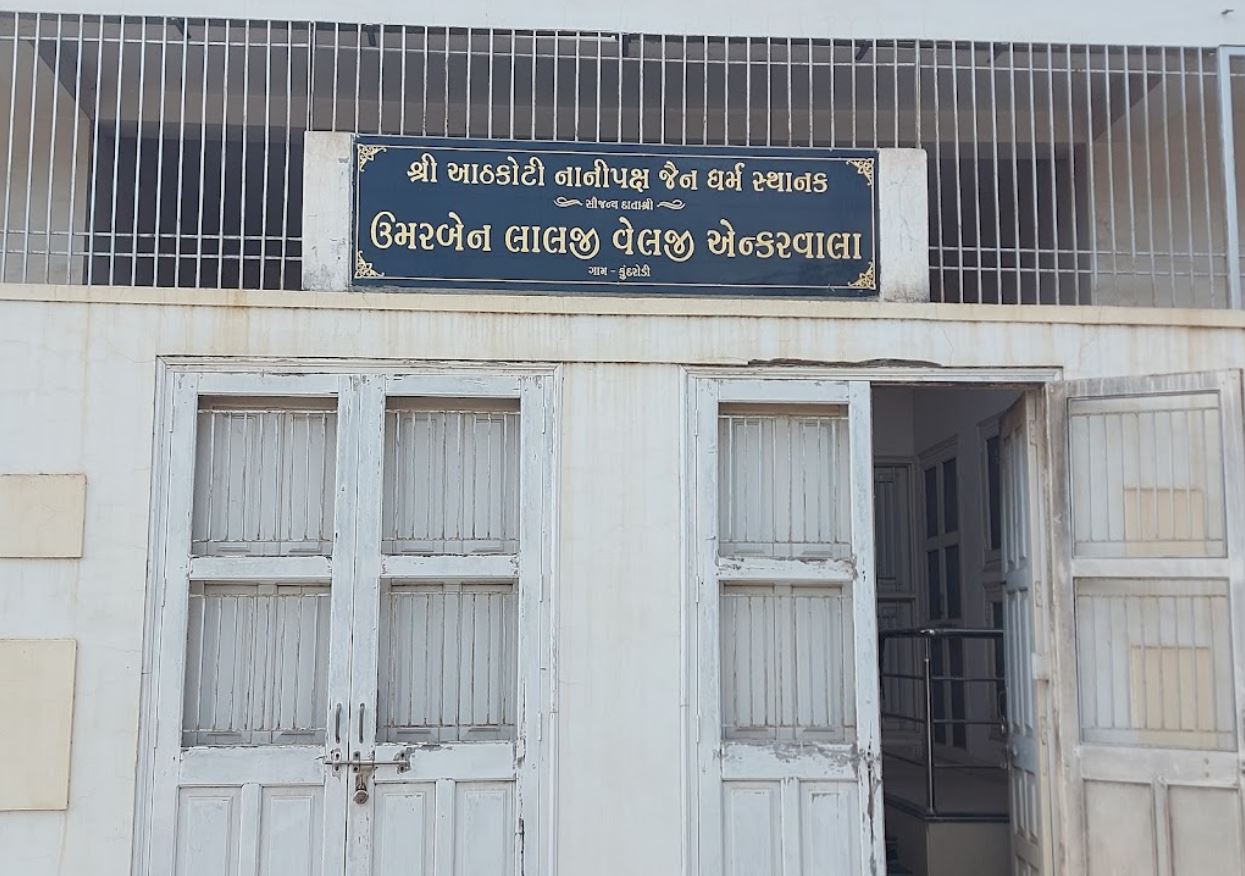 શ્રી આઠકોટી નાનીપક્ષ જૈન ધર્મ સ્થાનક
સૌજન્ય દાતાશ્રી
ઉમરબેન લાલજી વેલજી એન્કરવાલા
ગામ - કુંદરોડી